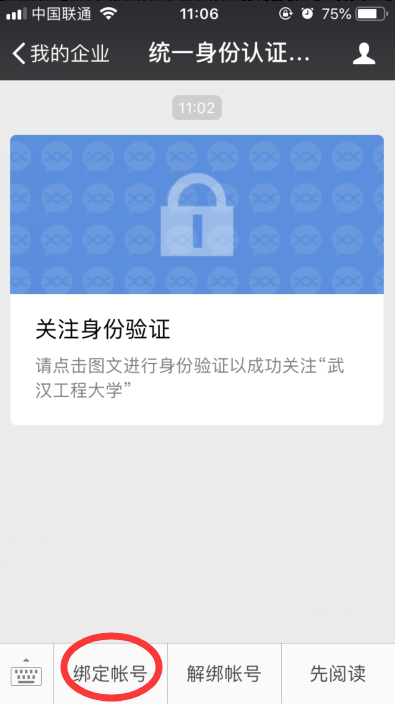 中国联通 11:06 75%
我的企业 统一身份认证...
11:02
关注身份验证
请点击图文进行身份验证以成功关注“武
汉工程大学”
绑定帐号 解绑帐号 先阅读